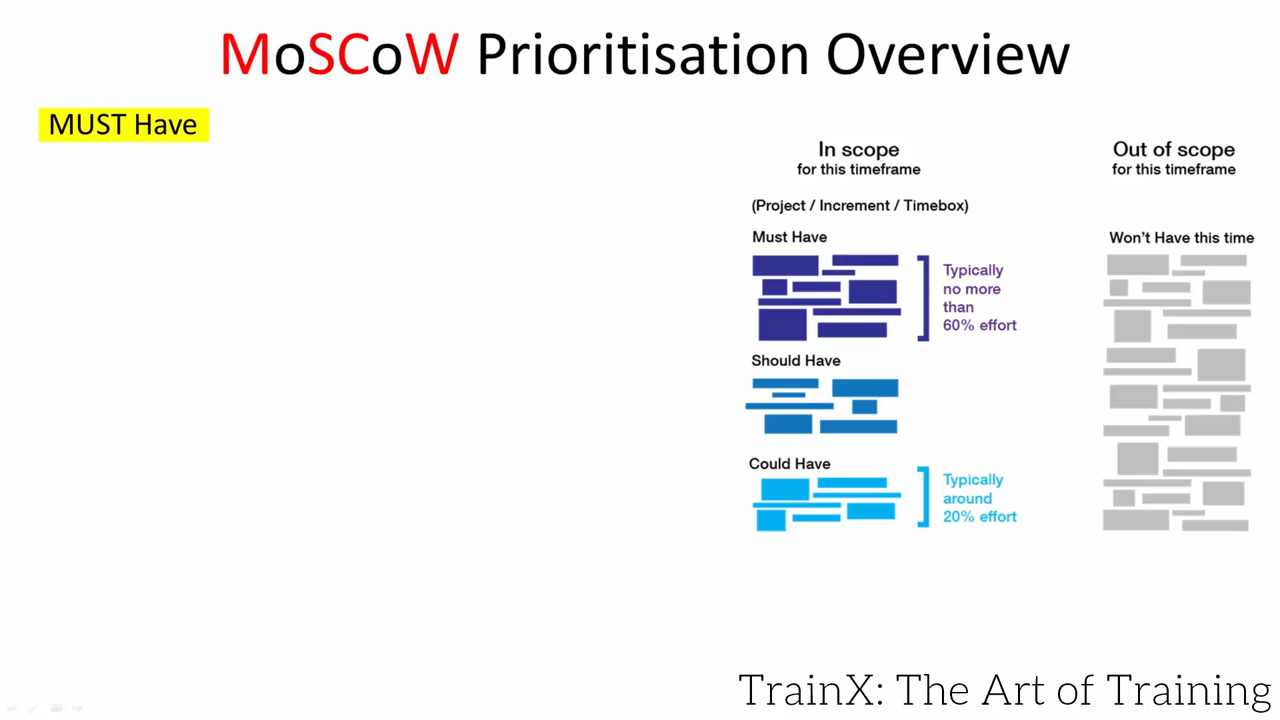 MoSCoW Prioritisation Overview
MUST Have
In scope
for this timeframe
(Project / Increment / Timebox)
Must Have
Typically
no more
than
60% effort
Should Have
Could Have
Typically
around
20% effort
Out of scope
for this timeframe
Won't Have this time
TrainX: The Art of Training